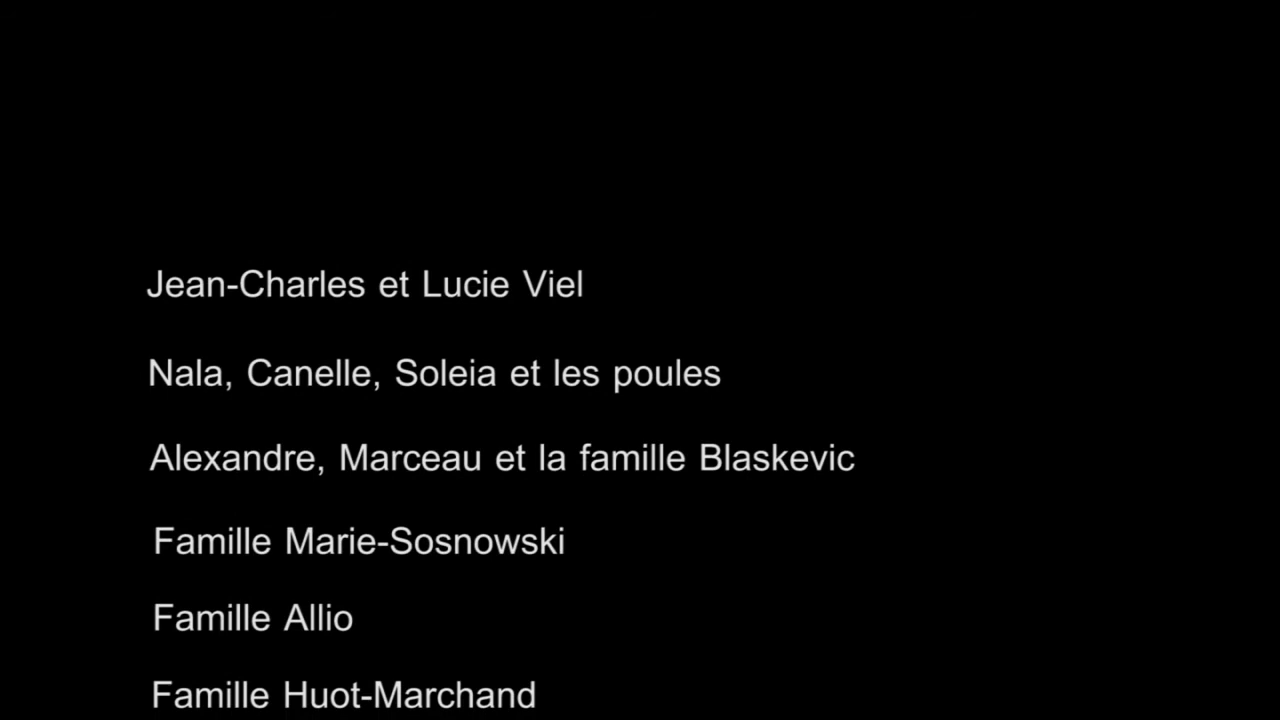 Jean-Charles et Lucie Viel
Nala, Canelle, Soleia et les poules
Alexandre, Marceau et la famille Blaskevic
Famille Marie-Sosnowski
Famille Allio
Famille Huot-Marchand